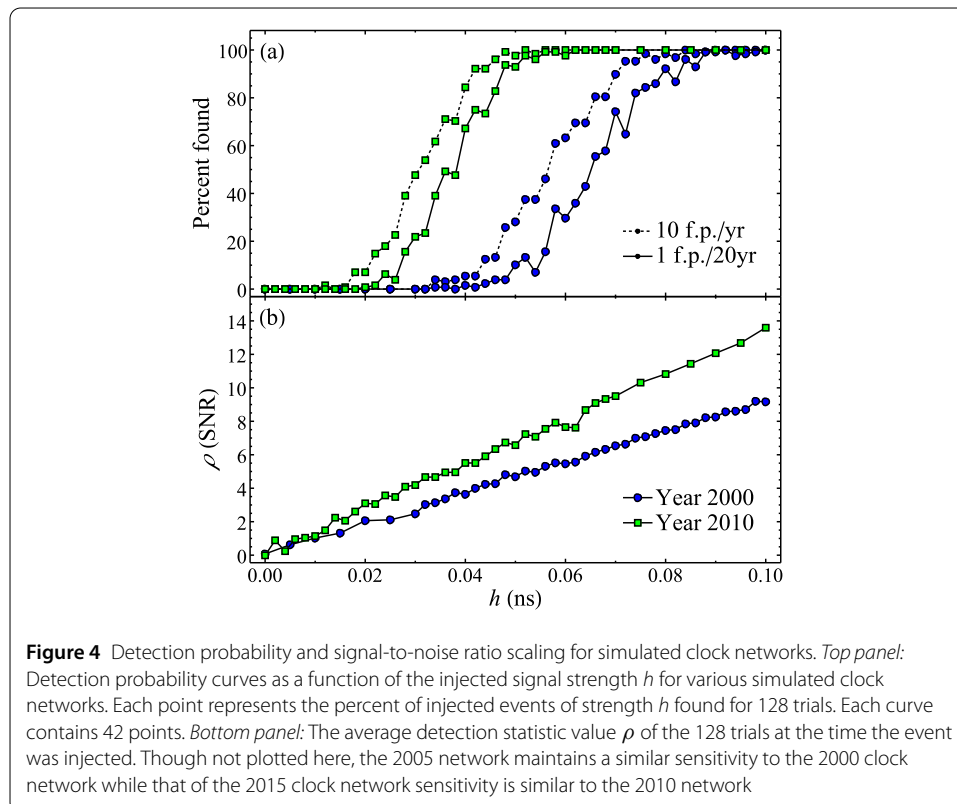 (a)
100
80
60
40
20
0
Percent found
10 f.p./yr
1 f.p./20yr
(b)
14
12
10
8
6
4
2
0
ρ (SNR)
Year 2000
Year 2010
0.00 0.02 0.04 0.06 0.08 0.10
h (ns)
Figure 4 Detection probability and signal-to-noise ratio scaling for simulated clock networks. Top panel:
Detection probability curves as a function of the injected signal strength h for various simulated clock
networks. Each point represents the percent of injected events of strength h found for 128 trials. Each curve
contains 42 points. Bottom panel: The average detection statistic value ρ of the 128 trials at the time the event
was injected. Though not plotted here, the 2005 network maintains a similar sensitivity to the 2000 clock
network while that of the 2015 clock network sensitivity is similar to the 2010 network